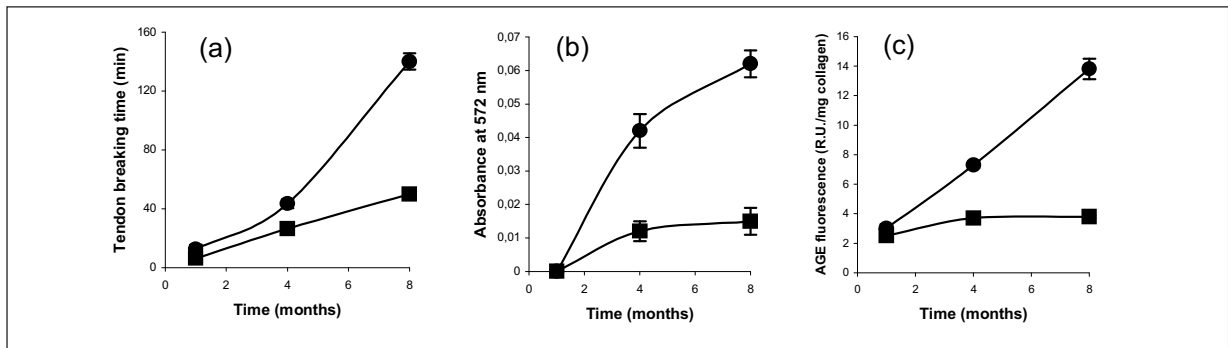 (a)
Tendon breaking time (min)
160
120
80
40
0
0 2 4 6 8
Time (months)
(b)
Absorbance at 572 nm
0,07
0,06
0,05
0,04
0,03
0,02
0,01
0
0 2 4 6 8
Time (months)
(c)
AGE fluorescence (R.U./mg collagen)
16
14
12
10
8
6
4
2
0
0 2 4 6 8
Time (months)